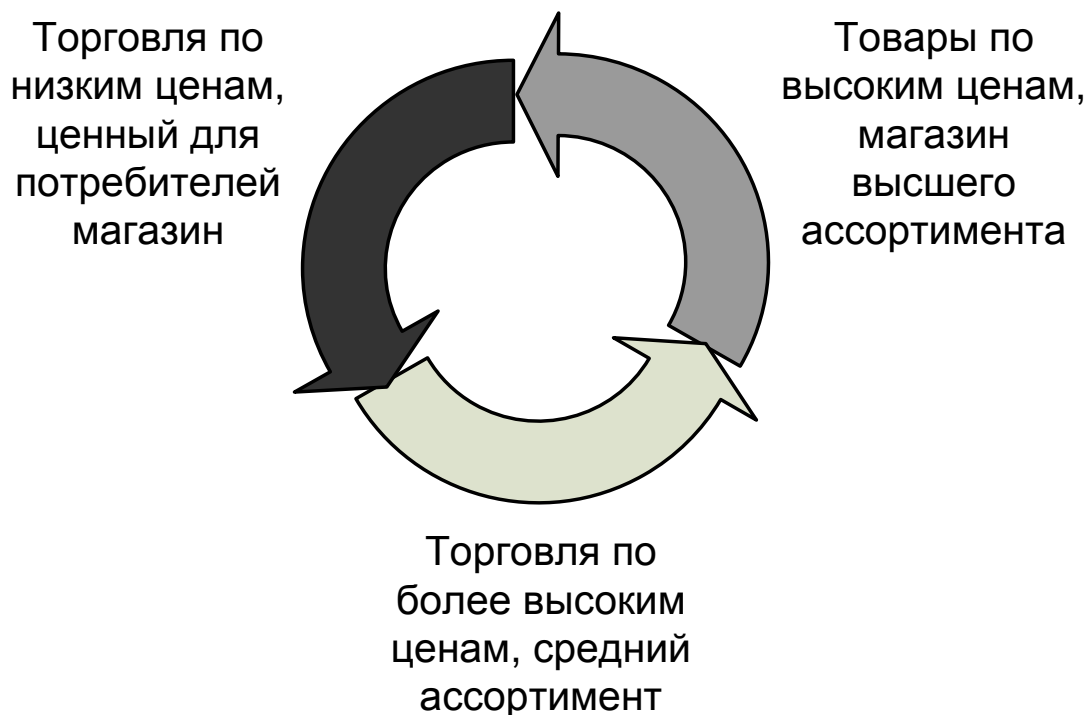 Торговля по
низким ценам,
ценный для
потребителей
магазин
Товары по
высоким ценам,
магазин
высшего
ассортимента
Торговля по
более высоким
ценам, средний
ассортимент